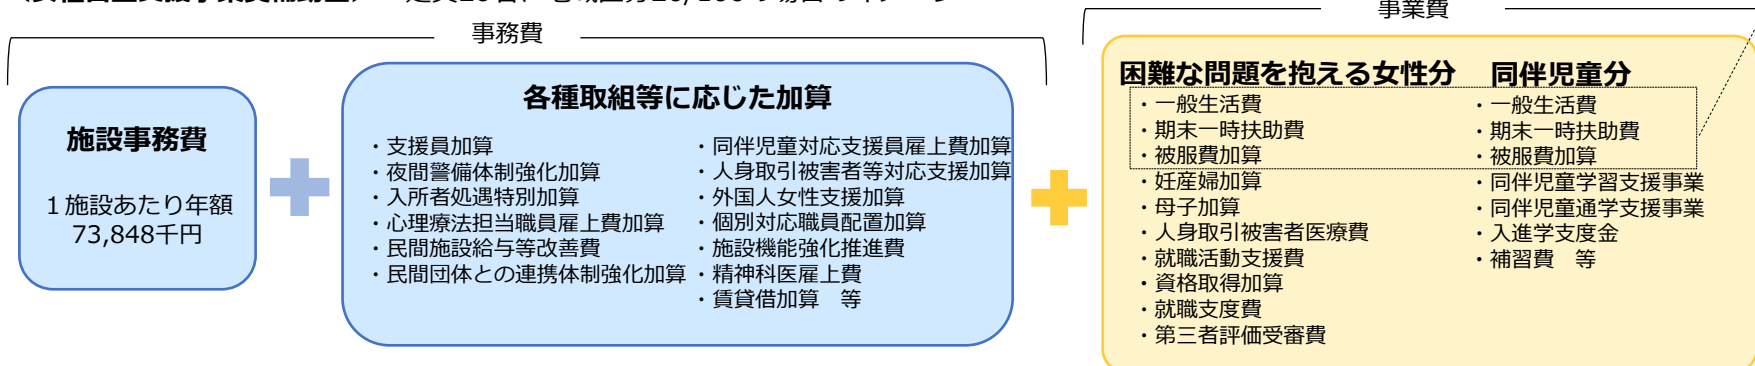 事務費
事業費
施設事務費
１施設あたり年額
73,848千円
各種取組等に応じた加算
・支援員加算
・夜間警備体制強化加算
・入所者処遇特別加算
・心理療法担当職員雇上費加算
・民間施設給与等改善費
・民間団体との連携体制強化加算
・同伴児童対応支援員雇上費加算
・人身取引被害者等対応支援加算
・外国人女性支援加算
・個別対応職員配置加算
・施設機能強化推進費
・精神科医雇上費
・賃貸借加算　等
困難な問題を抱える女性分
・一般生活費
・期末一時扶助費
・被服費加算
・妊産婦加算
・母子加算
・人身取引被害者医療費
・就職活動支援費
・資格取得加算
・就職支度費
・第三者評価受審費
同伴児童分
・一般生活費
・期末一時扶助費
・被服費加算
・同伴児童学習支援事業
・同伴児童通学支援事業
・入進学支度金
・補習費　等